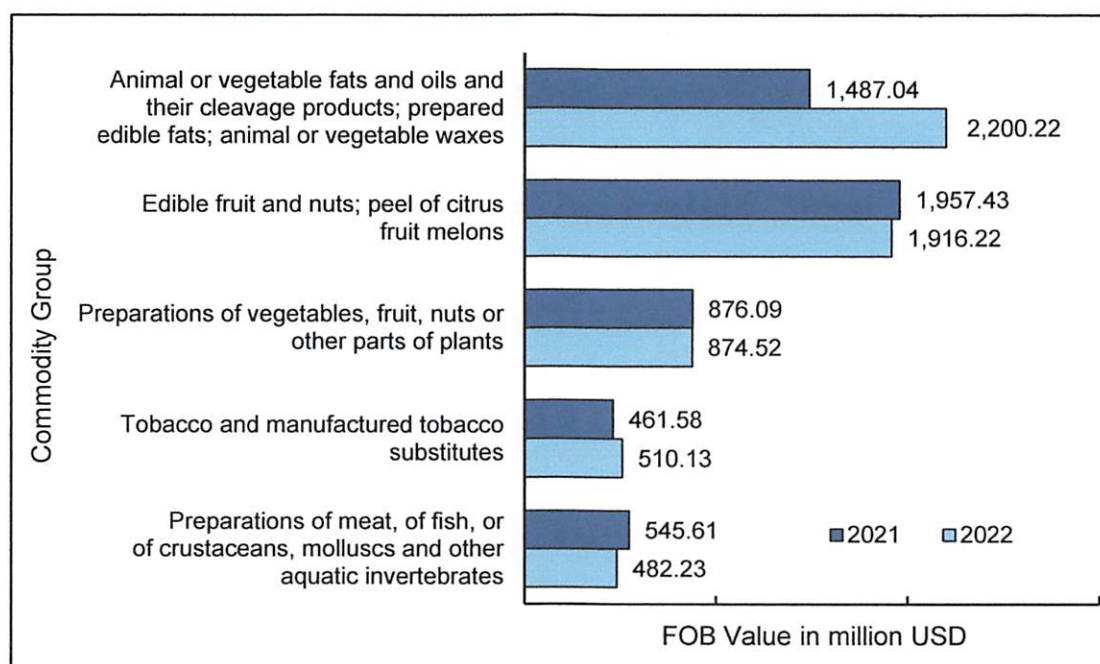 Commodity Group
Animal or vegetable fats and oils and
their cleavage products; prepared
edible fats; animal or vegetable waxes
1,487.04
2,200.22
Edible fruit and nuts; peel of citrus
fruit melons
1,957.43
1,916.22
Preparations of vegetables, fruit, nuts or
other parts of plants
876.09
874.52
Tobacco and manufactured tobacco
substitutes
461.58
510.13
Preparations of meat, of fish, or
of crustaceans, molluscs and other
aquatic invertebrates
545.61
482.23
2021 2022
FOB Value in million USD